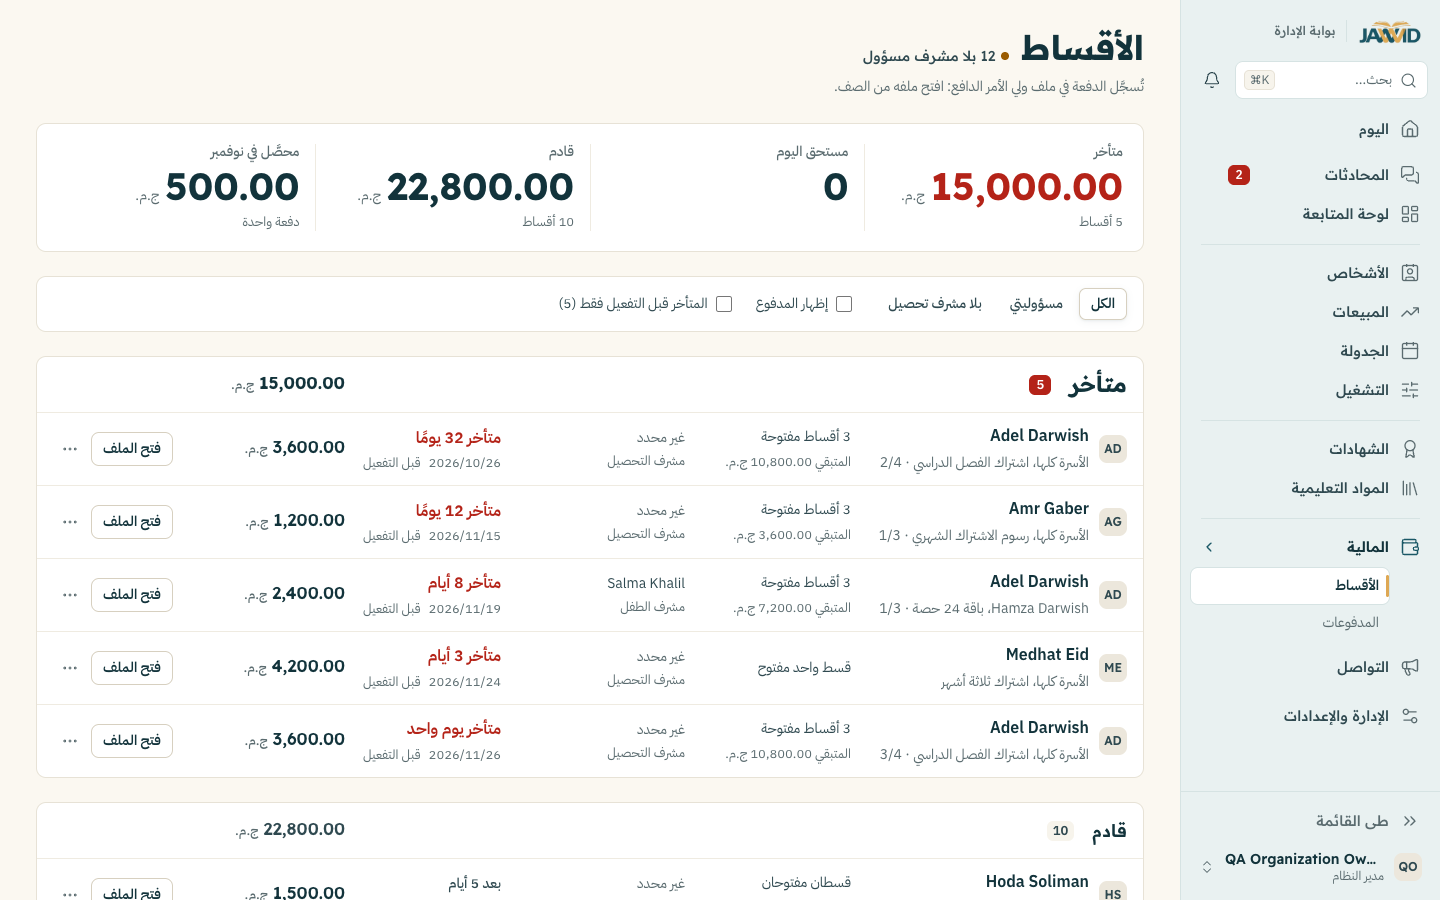 JAWWD
بوابة الإدارة
بحث...
⌘K
اليوم
المحادثات
2
لوحة المتابعة
الأشخاص
المبيعات
الجدولة
التشغيل
الشهادات
المواد التعليمية
المالية
الأقساط
المدفوعات
التواصل
الإدارة والإعدادات
طي القائمة
QO
QA Organization Ow...
مدير النظام
الأقساط
12 بلا مشرف مسؤول
تُسجَّل الدفعة في ملف ولي الأمر الدافع: افتح ملفه من الصف.
متأخر
15,000.00 ج.م.
5 أقساط
مستحق اليوم
0
قادم
22,800.00 ج.م.
10 أقساط
محصَّل في نوفمبر
500.00 ج.م.
دفعة واحدة
الكل
مسؤوليتي
بلا مشرف تحصيل
إظهار المدفوع
المتأخر قبل التفعيل فقط (5)
متأخر
5
15,000.00 ج.م.
AD
Adel Darwish
الأسرة كلها، اشتراك الفصل الدراسي · 2/4
3 أقساط مفتوحة
المتبقي 10,800.00 ج.م.
غير محدد
مشرف التحصيل
متأخر 32 يومًا
2026/10/26 قبل التفعيل
3,600.00 ج.م.
فتح الملف
AG
Amr Gaber
الأسرة كلها، رسوم الاشتراك الشهري · 1/3
3 أقساط مفتوحة
المتبقي 3,600.00 ج.م.
غير محدد
مشرف التحصيل
متأخر 12 يومًا
2026/11/15 قبل التفعيل
1,200.00 ج.م.
فتح الملف
AD
Adel Darwish
Hamza Darwish، باقة 24 حصة · 1/3
3 أقساط مفتوحة
المتبقي 7,200.00 ج.م.
Salma Khalil
مشرف الطفل
متأخر 8 أيام
2026/11/19 قبل التفعيل
2,400.00 ج.م.
فتح الملف
ME
Medhat Eid
الأسرة كلها، اشتراك ثلاثة أشهر
قسط واحد مفتوح
غير محدد
مشرف التحصيل
متأخر 3 أيام
2026/11/24 قبل التفعيل
4,200.00 ج.م.
فتح الملف
AD
Adel Darwish
الأسرة كلها، اشتراك الفصل الدراسي · 3/4
3 أقساط مفتوحة
المتبقي 10,800.00 ج.م.
غير محدد
مشرف التحصيل
متأخر يوم واحد
2026/11/26 قبل التفعيل
3,600.00 ج.م.
فتح الملف
قادم
10
22,800.00 ج.م.
HS
Hoda Soliman
قسطان مفتوحان
غير محدد
بعد 5 أيام
1,500.00 ج.م.
فتح الملف